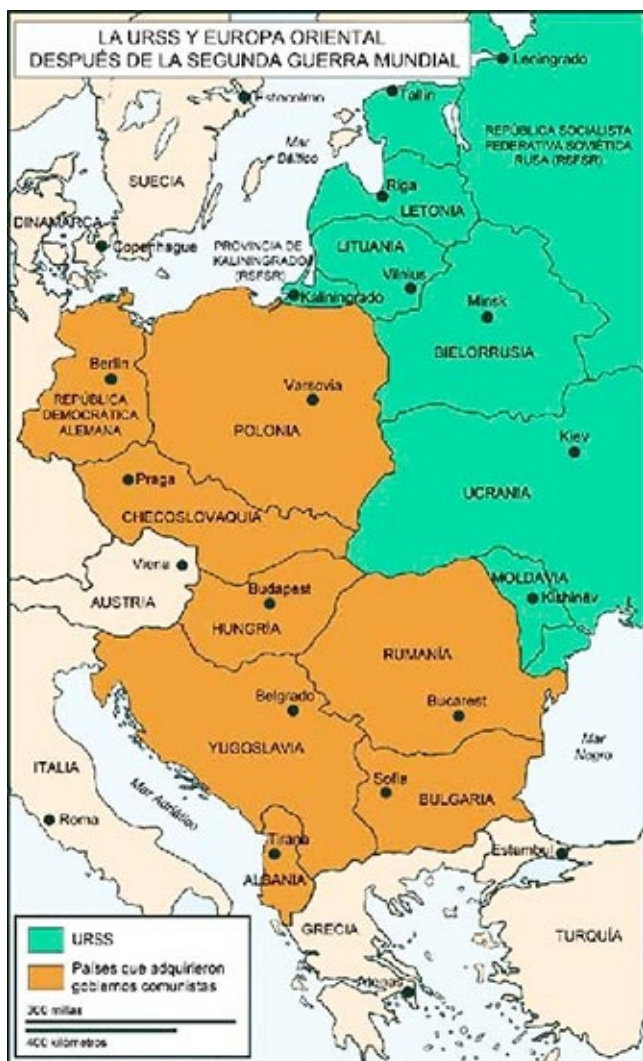 LA URSS Y EUROPA ORIENTAL
DESPUÉS DE LA SEGUNDA GUERRA MUNDIAL
Leningrado
Estocolmo
Tallin
Mar
Báltico
REPÚBLICA SOCIALISTA
FEDERATIVA SOVIÉTICA
RUSA (RSFSR)
SUECIA
Riga
LETONIA
DINAMARCA
Copenhague
PROVINCIA DE
KALININGRADO
(RSFSR)
LITUANIA
Vilnius
Kaliningrado
Minsk
BIELORRUSIA
Berlin
Varsovia
REPÚBLICA
DEMOCRÁTICA
ALEMANA
POLONIA
Kiev
Praga
UCRANIA
CHECOSLOVAQUIA
Viena
MOLDAVIA
AUSTRIA
Budapest
Kishinëv
HUNGRÍA
RUMANÍA
Belgrado
Bucarest
YUGOSLAVIA
Mar
Negro
ITALIA
Sofia
BULGARIA
Mar Adriático
Roma
Tirana
Estambul
ALBANIA
GRECIA
TURQUÍA
URSS
Países que adquirieron
gobiernos comunistas
Atenas
300 millas
400 kilómetros